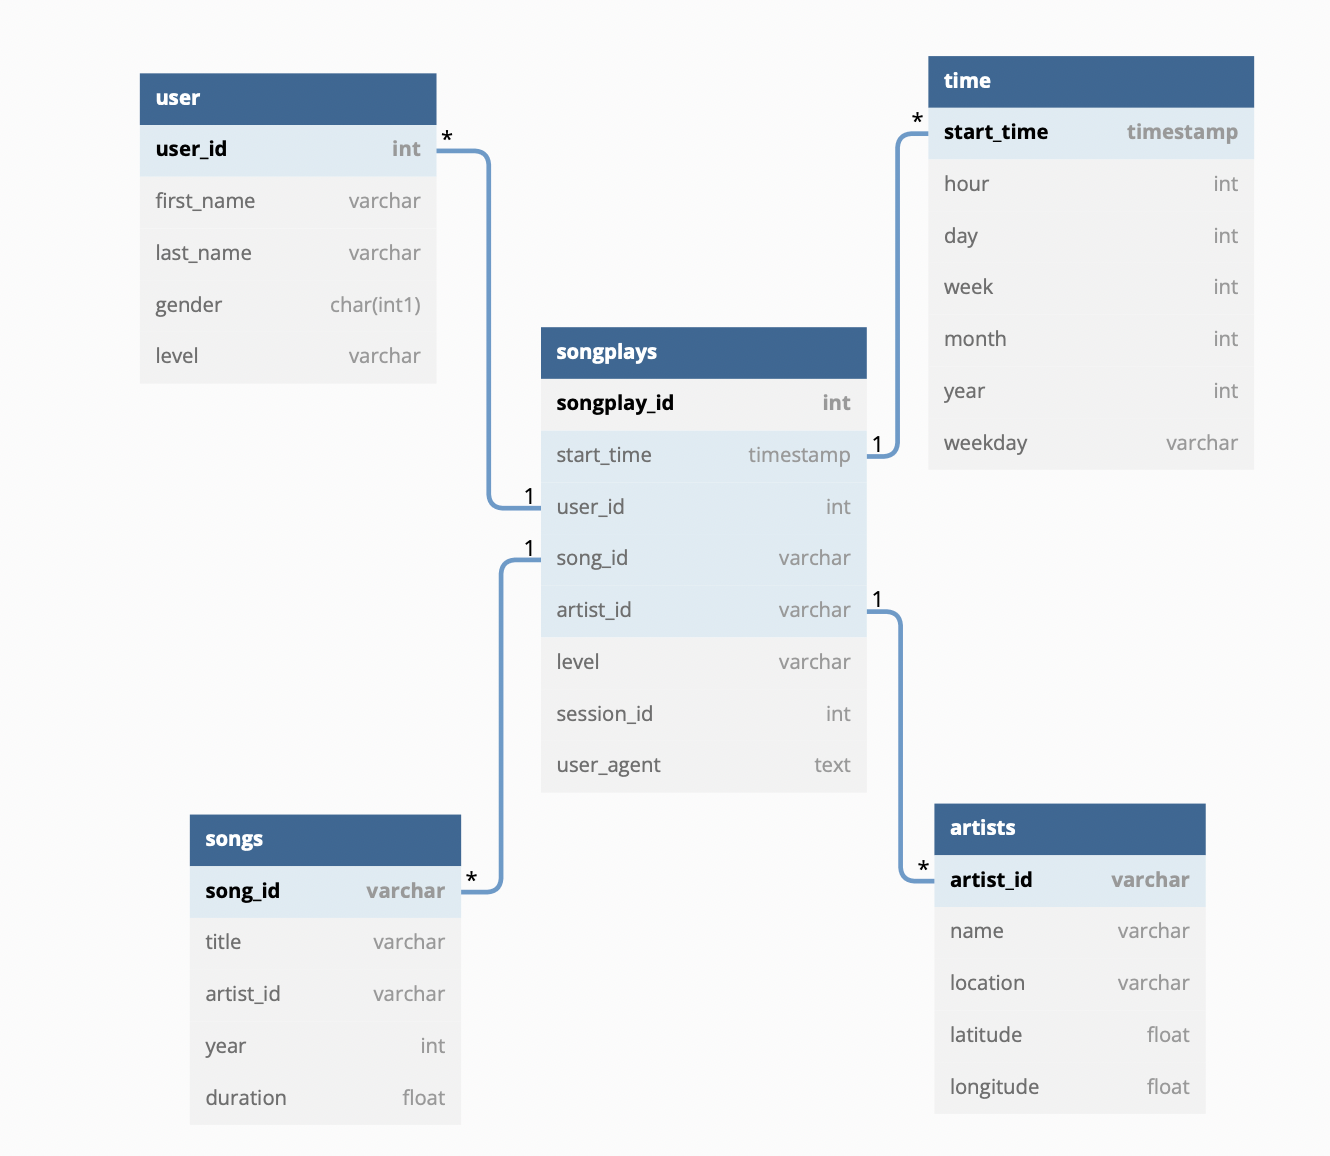 user
user_id int
first_name varchar
last_name varchar
gender char(int1)
level varchar
*
time
start_time timestamp
hour int
day int
week int
month int
year int
weekday varchar
*
songplays
songplay_id int
start_time timestamp
user_id int
song_id varchar
artist_id varchar
level varchar
session_id int
user_agent text
1
1
1
1
songs
song_id varchar
title varchar
artist_id varchar
year int
duration float
*
artists
artist_id varchar
name varchar
location varchar
latitude float
longitude float
*